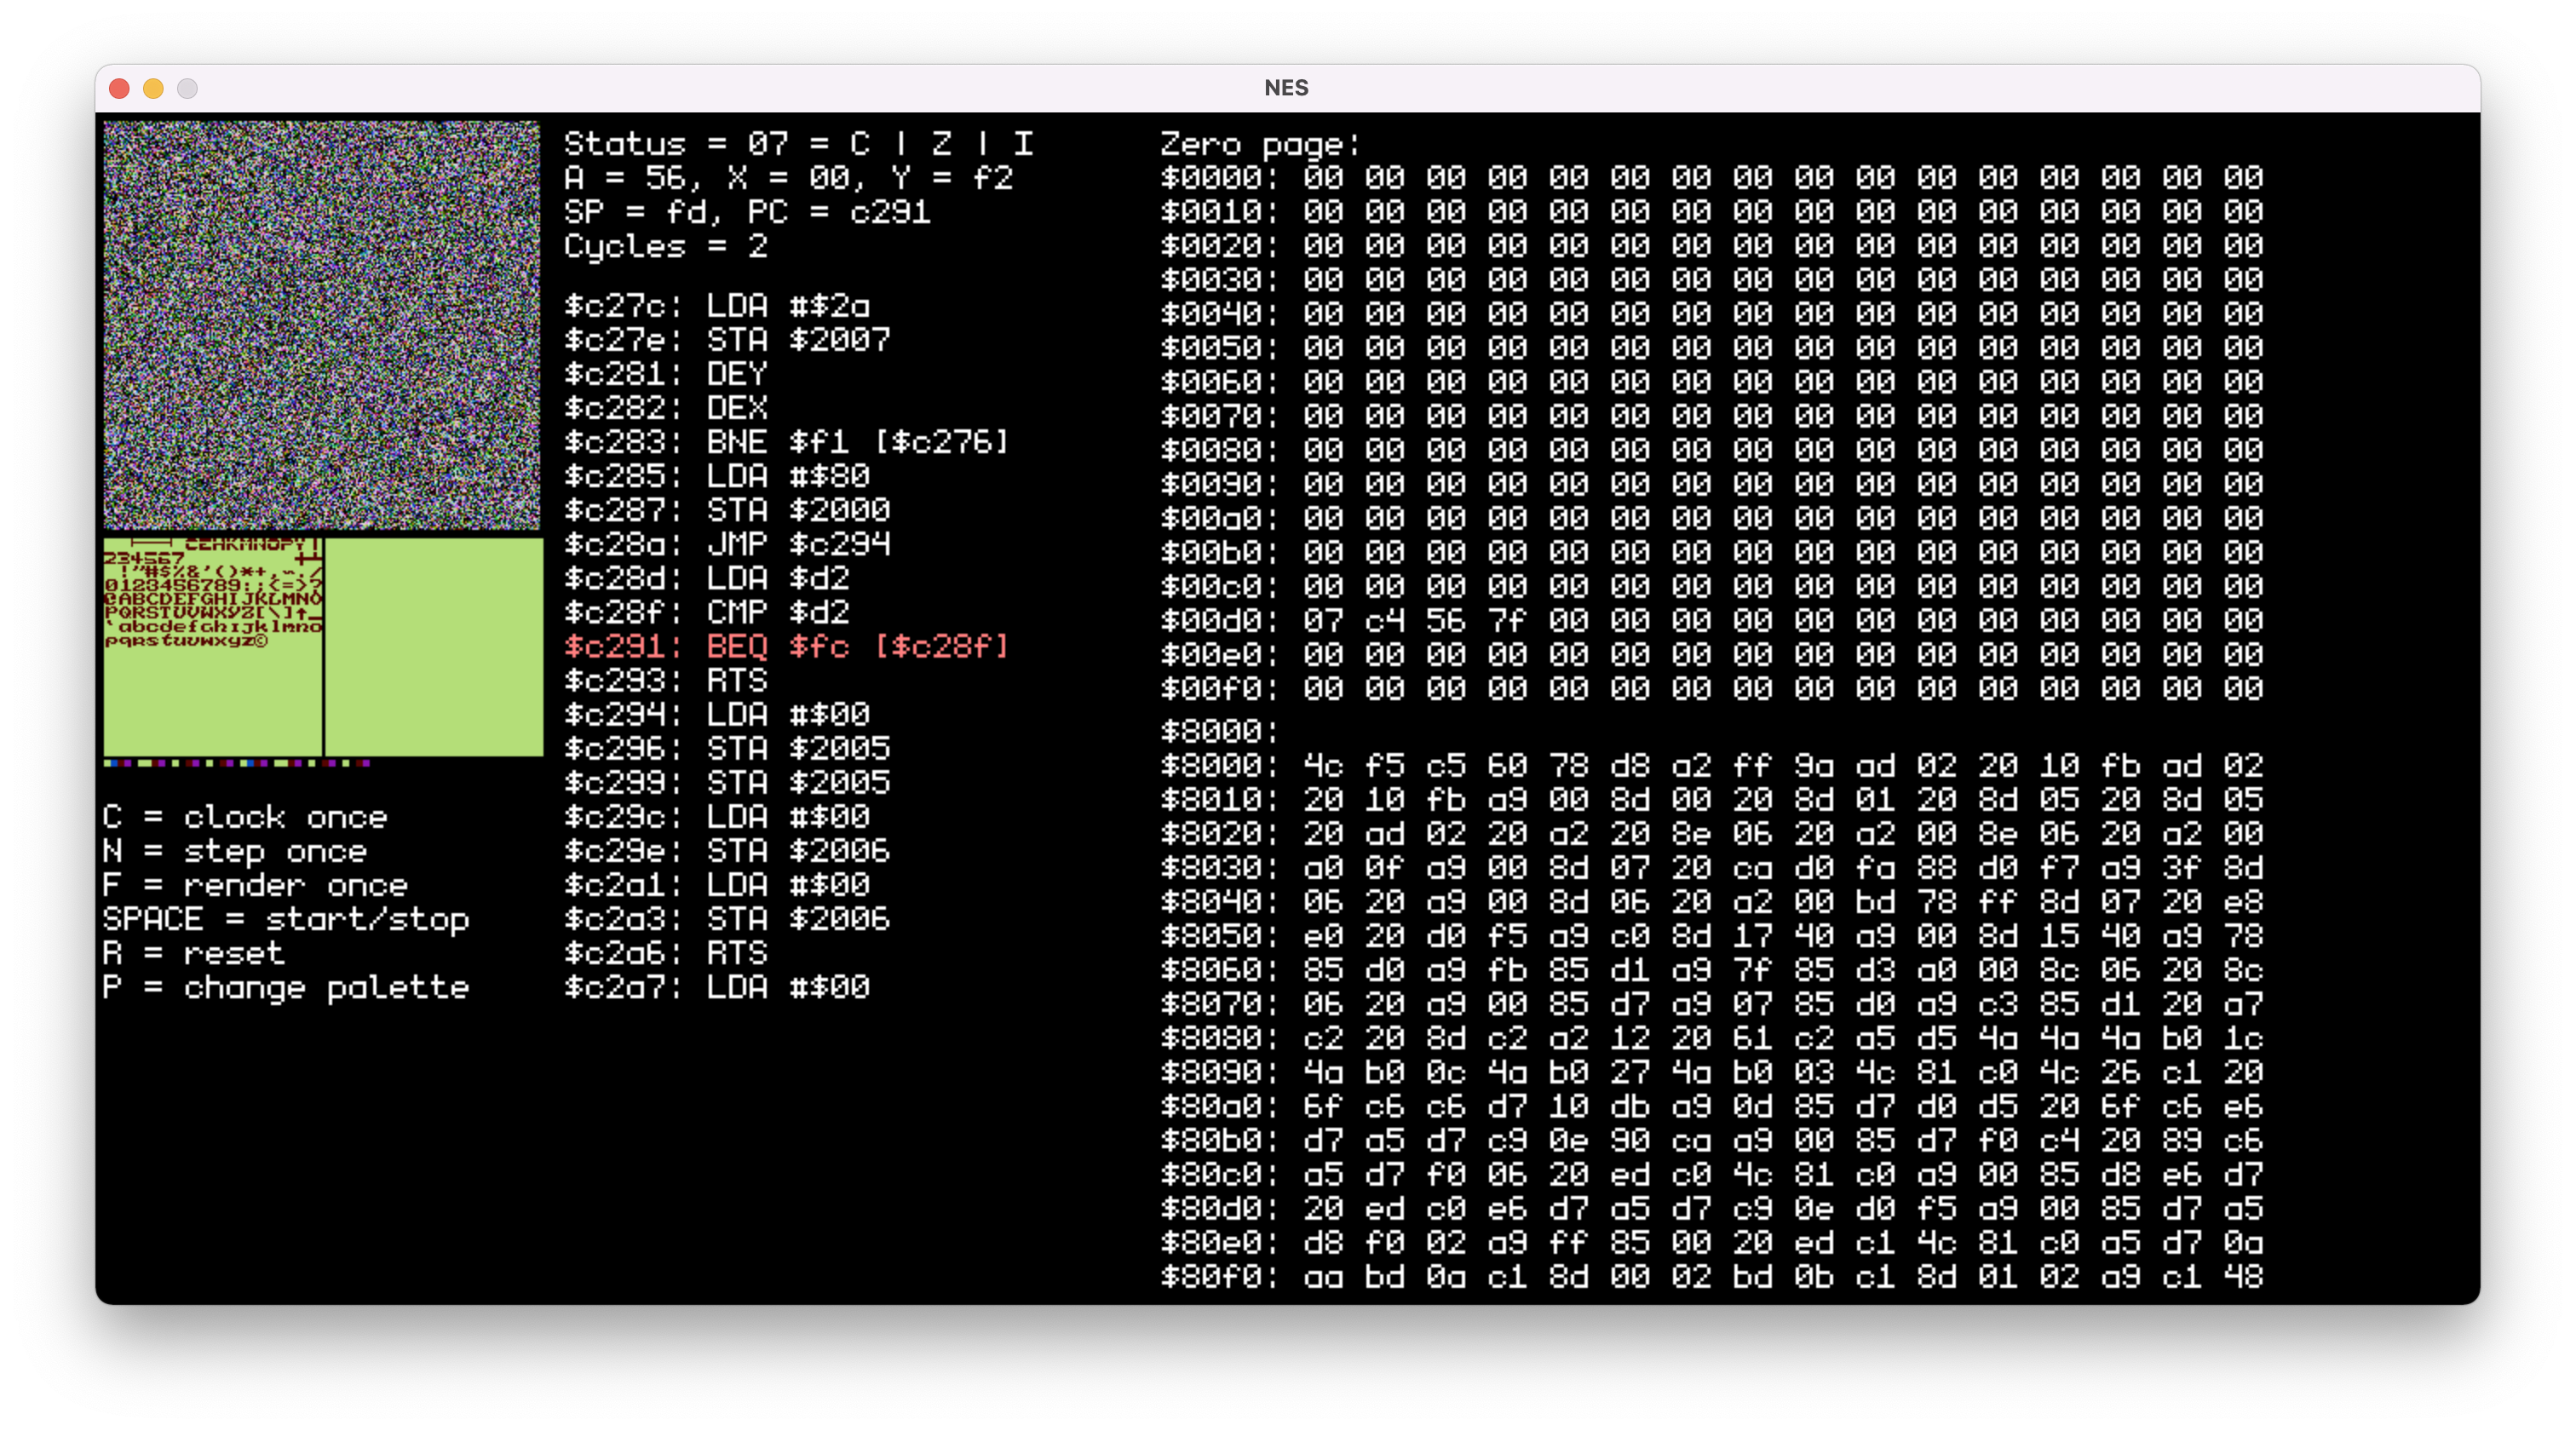 NES
Status = 07 = C | Z | I
A = 56, X = 00, Y = f2
SP = fd, PC = c291
Cycles = 2
$c27c: LDA #$2a
$c27e: STA $2007
$c281: DEY
$c282: DEX
$c283: BNE $f1 [$c276]
$c285: LDA #$80
$c287: STA $2000
$c28a: JMP $c294
$c28d: LDA $d2
$c28f: CMP $d2
$c291: BEQ $fc [$c28f]
$c293: RTS
$c294: LDA #$00
$c296: STA $2005
$c299: STA $2005
$c29c: LDA #$00
$c29e: STA $2006
$c2a1: LDA #$00
$c2a3: STA $2006
$c2a6: RTS
$c2a7: LDA #$00
234567
!"#$%&'()*+,-./
0123456789:;<=>?
@ABCDEFGHIJKLMNO
PQRSTUVWXYZ[\]↑_
`abcdefghijklmno
pqrstuvwxyz©
C = clock once
N = step once
F = render once
SPACE = start/stop
R = reset
P = change palette
Zero page:
$0000: 00 00 00 00 00 00 00 00 00 00 00 00 00 00 00 00
$0010: 00 00 00 00 00 00 00 00 00 00 00 00 00 00 00 00
$0020: 00 00 00 00 00 00 00 00 00 00 00 00 00 00 00 00
$0030: 00 00 00 00 00 00 00 00 00 00 00 00 00 00 00 00
$0040: 00 00 00 00 00 00 00 00 00 00 00 00 00 00 00 00
$0050: 00 00 00 00 00 00 00 00 00 00 00 00 00 00 00 00
$0060: 00 00 00 00 00 00 00 00 00 00 00 00 00 00 00 00
$0070: 00 00 00 00 00 00 00 00 00 00 00 00 00 00 00 00
$0080: 00 00 00 00 00 00 00 00 00 00 00 00 00 00 00 00
$0090: 00 00 00 00 00 00 00 00 00 00 00 00 00 00 00 00
$00a0: 00 00 00 00 00 00 00 00 00 00 00 00 00 00 00 00
$00b0: 00 00 00 00 00 00 00 00 00 00 00 00 00 00 00 00
$00c0: 00 00 00 00 00 00 00 00 00 00 00 00 00 00 00 00
$00d0: 07 c4 56 7f 00 00 00 00 00 00 00 00 00 00 00 00
$00e0: 00 00 00 00 00 00 00 00 00 00 00 00 00 00 00 00
$00f0: 00 00 00 00 00 00 00 00 00 00 00 00 00 00 00 00
$8000:
$8000: 4c f5 c5 60 78 d8 a2 ff 9a ad 02 20 10 fb ad 02
$8010: 20 10 fb a9 00 8d 00 20 8d 01 20 8d 05 20 8d 05
$8020: 20 ad 02 20 a2 20 8e 06 20 a2 00 8e 06 20 a2 00
$8030: a0 0f a9 00 8d 07 20 ca d0 fa 88 d0 f7 a9 3f 8d
$8040: 06 20 a9 00 8d 06 20 a2 00 bd 78 ff 8d 07 20 e8
$8050: e0 20 d0 f5 a9 c0 8d 17 40 a9 00 8d 15 40 a9 78
$8060: 85 d0 a9 fb 85 d1 a9 7f 85 d3 a0 00 8c 06 20 8c
$8070: 06 20 a9 00 85 d7 a9 07 85 d0 a9 c3 85 d1 20 a7
$8080: c2 20 8d c2 a2 12 20 61 c2 a5 d5 4a 4a 4a b0 1c
$8090: 4a b0 0c 4a b0 27 4a b0 03 4c 81 c0 4c 26 c1 20
$80a0: 6f c6 c6 d7 10 db a9 0d 85 d7 d0 d5 20 6f c6 e6
$80b0: d7 a5 d7 c9 0e 90 ca a9 00 85 d7 f0 c4 20 89 c6
$80c0: a5 d7 f0 06 20 ed c0 4c 81 c0 a9 00 85 d8 e6 d7
$80d0: 20 ed c0 e6 d7 a5 d7 c9 0e d0 f5 a9 00 85 d7 a5
$80e0: d8 f0 02 a9 ff 85 00 20 ed c1 4c 81 c0 a5 d7 0a
$80f0: aa bd 0a c1 8d 00 02 bd 0b c1 8d 01 02 a9 c1 48